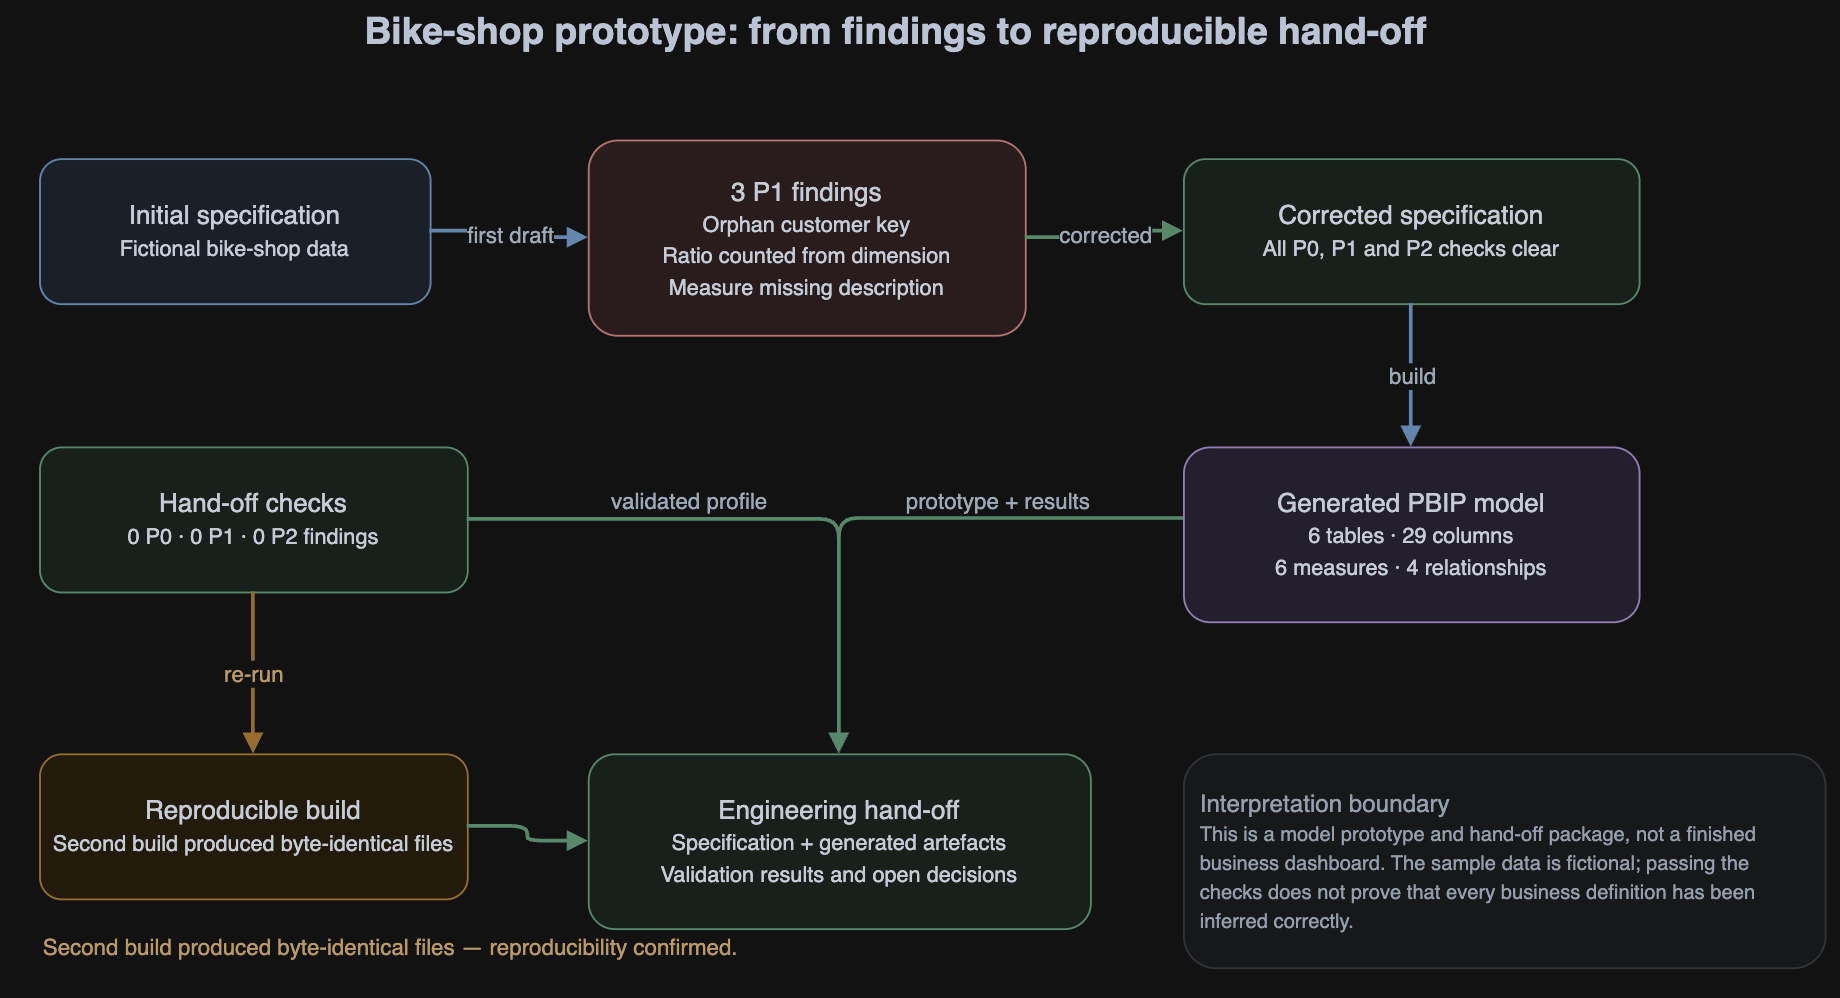 Bike-shop prototype: from findings to reproducible hand-off
Initial specification
Fictional bike-shop data
first draft
3 P1 findings
Orphan customer key
Ratio counted from dimension
Measure missing description
corrected
Corrected specification
All P0, P1 and P2 checks clear
build
Hand-off checks
0 P0 · 0 P1 · 0 P2 findings
validated profile
prototype + results
Generated PBIP model
6 tables · 29 columns
6 measures · 4 relationships
re-run
Reproducible build
Second build produced byte-identical files
Engineering hand-off
Specification + generated artefacts
Validation results and open decisions
Interpretation boundary
This is a model prototype and hand-off package, not a finished
business dashboard. The sample data is fictional; passing the
checks does not prove that every business definition has been
inferred correctly.
Second build produced byte-identical files — reproducibility confirmed.